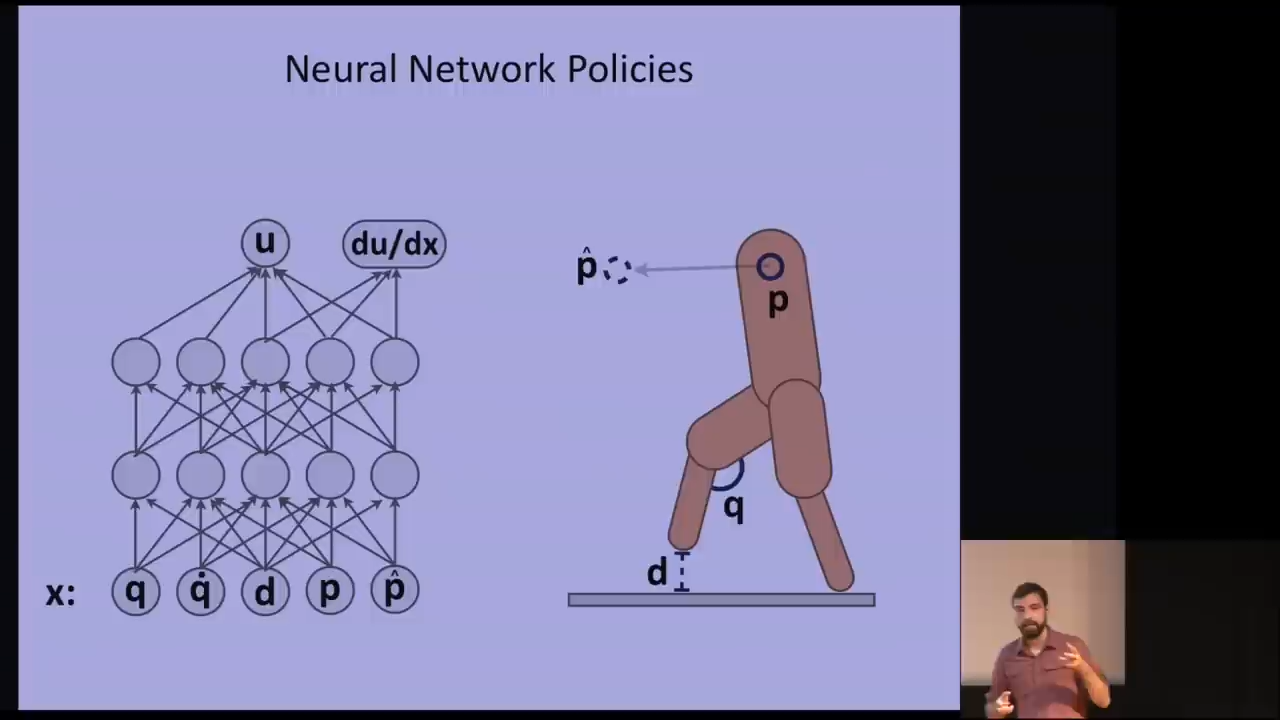 Neural Network Policies
u
du/dx
x:
q
q̇
d
p
p̂
p̂
p
q
d